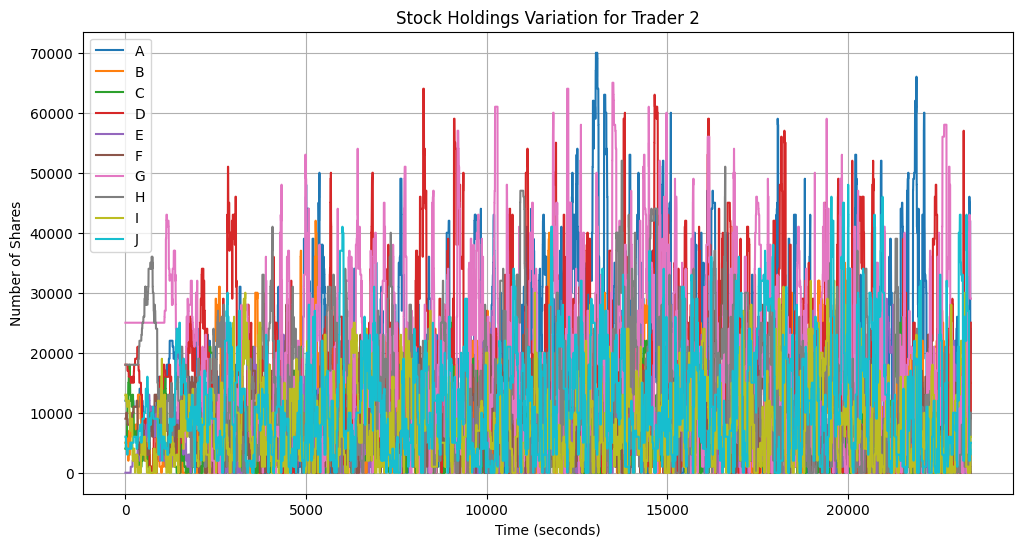 Stock Holdings Variation for Trader 2
Number of Shares
70000
60000
50000
40000
30000
20000
10000
0
A
B
C
D
E
F
G
H
I
J
0
5000
10000
15000
20000
Time (seconds)